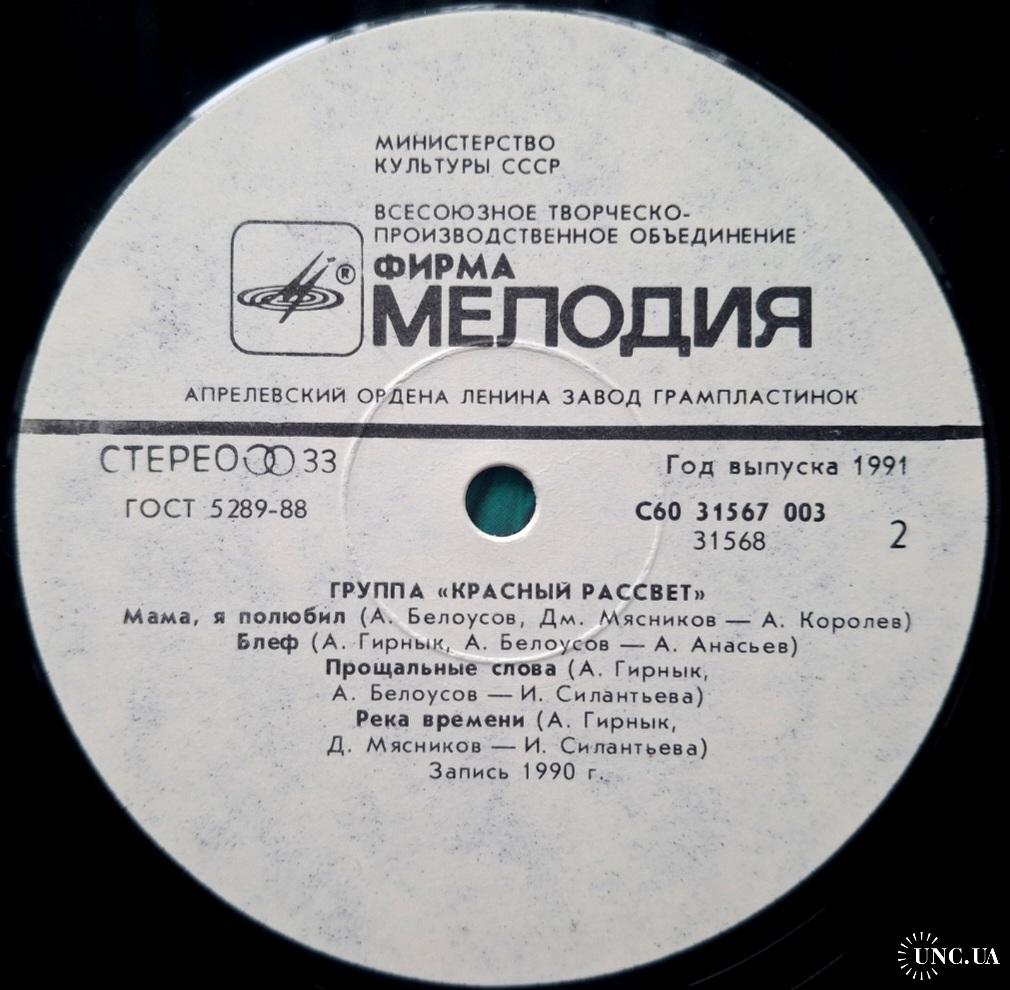 МИНИСТЕРСТВО
КУЛЬТУРЫ СССР
ВСЕСОЮЗНОЕ ТВОРЧЕСКО-
ПРОИЗВОДСТВЕННОЕ ОБЪЕДИНЕНИЕ
ФИРМА
®
МЕЛОДИЯ
АПРЕЛЕВСКИЙ ОРДЕНА ЛЕНИНА ЗАВОД ГРАМПЛАСТИНОК
СТЕРЕО 33
Год выпуска 1991
ГОСТ 5289-88
С60 31567 003
31568
2
ГРУППА «КРАСНЫЙ РАССВЕТ»
Мама, я полюбил (А. Белоусов, Дм. Мясников — А. Королев)
Блеф (А. Гирнык, А. Белоусов — А. Анасьев)
Прощальные слова (А. Гирнык,
А. Белоусов — И. Силантьева)
Река времени (А. Гирнык,
Д. Мясников — И. Силантьева)
Запись 1990 г.
UNC.UA